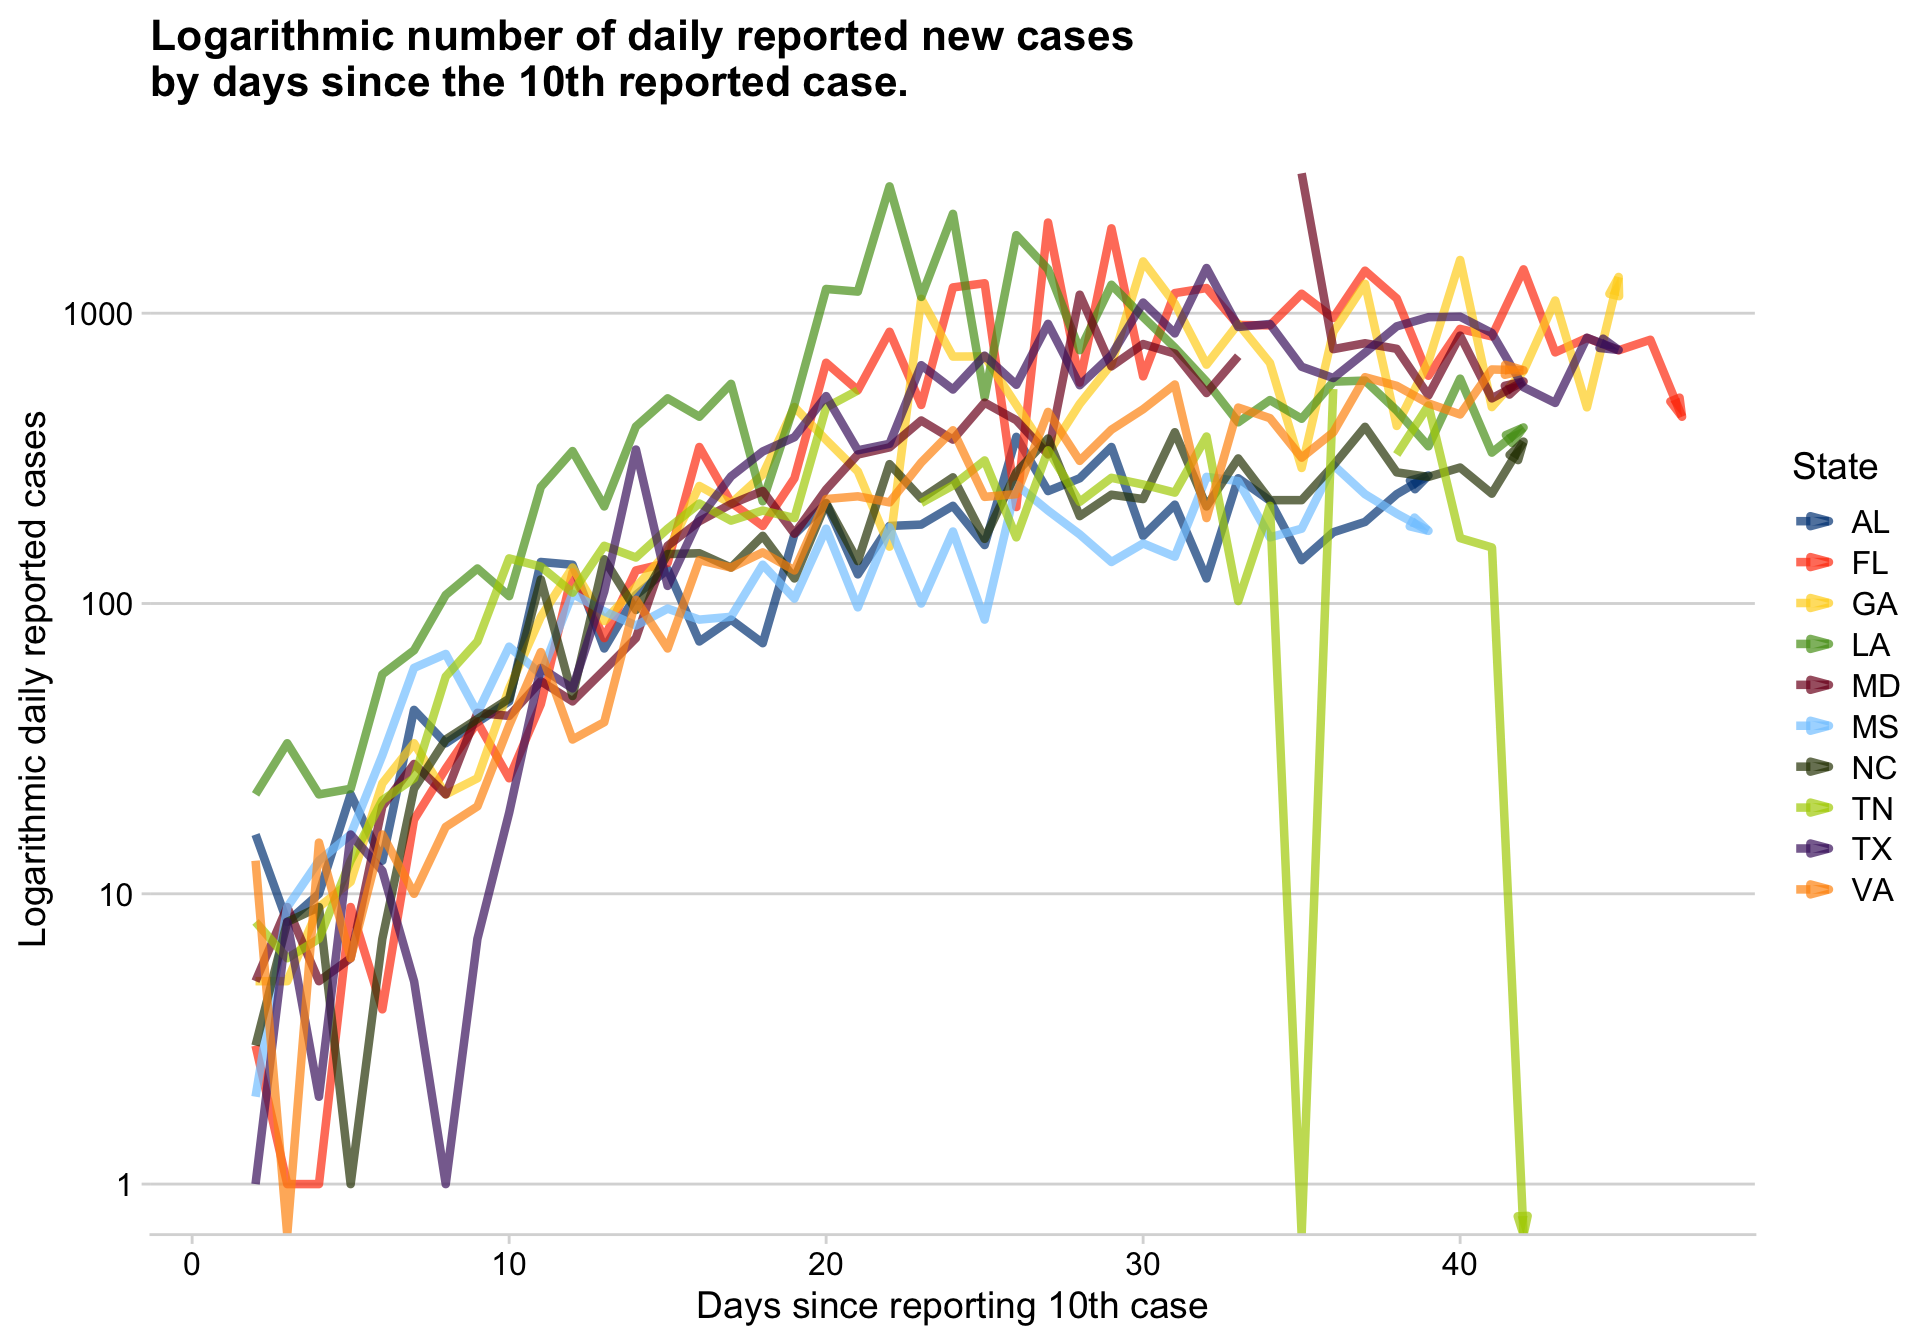 Logarithmic number of daily reported new cases
by days since the 10th reported case.
Logarithmic daily reported cases
1000
100
10
1
0
10
20
30
40
Days since reporting 10th case
State
AL
FL
GA
LA
MD
MS
NC
TN
TX
VA